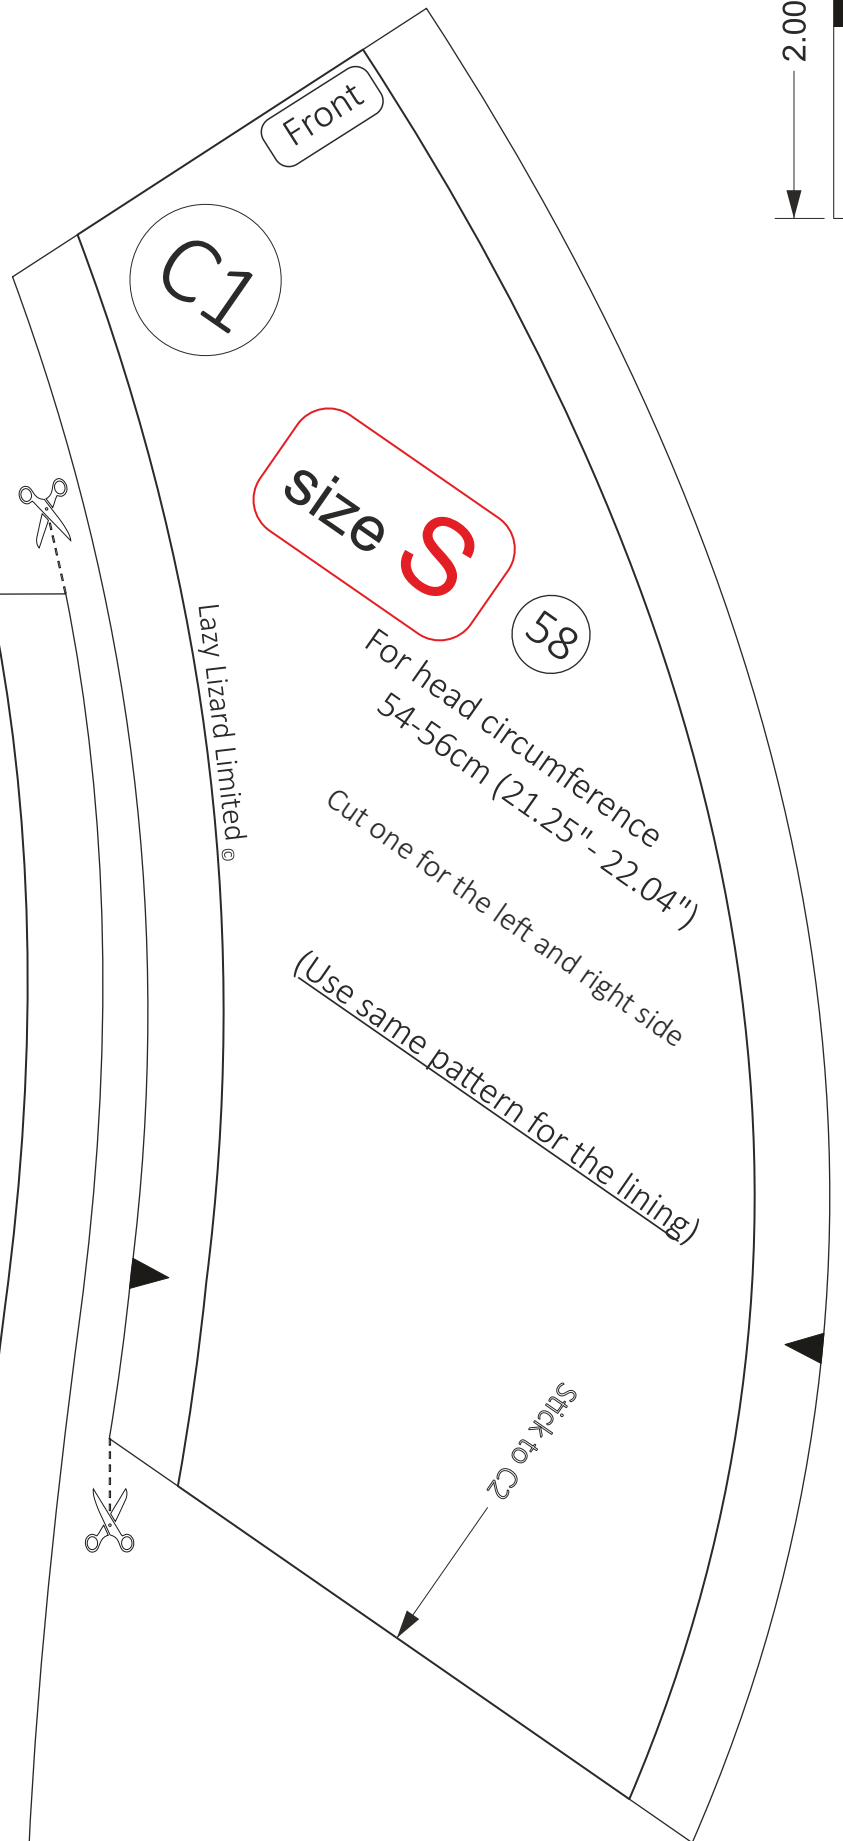 2.00
Front
C1
size S
58
For head circumference
54-56cm (21.25"- 22.04")
Lazy Lizard Limited ©
Cut one for the left and right side
(Use same pattern for the lining)
Stick to C2